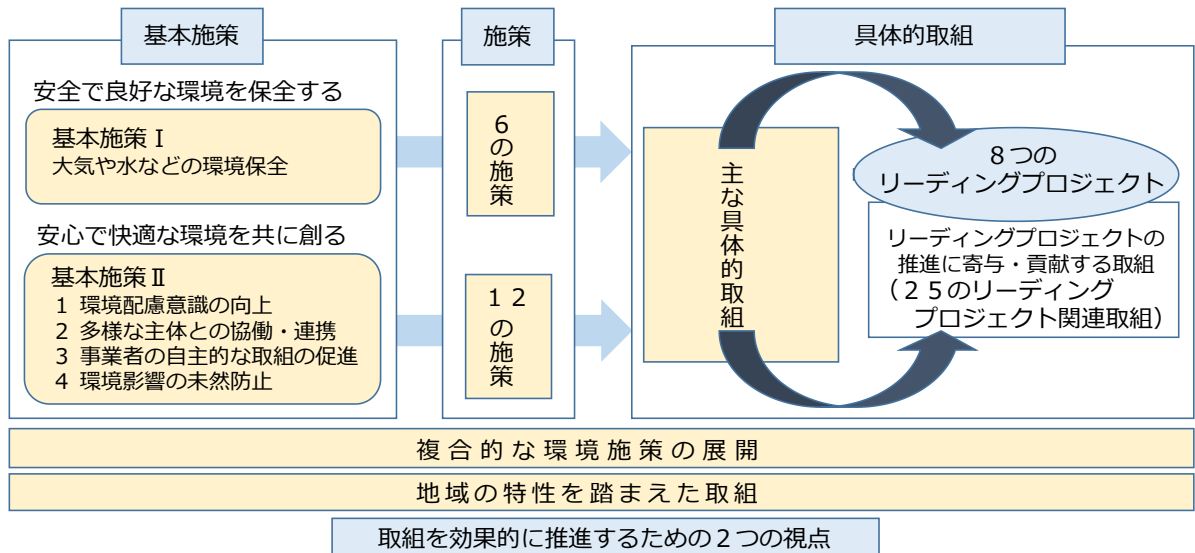 基本施策
施策
具体的取組
安全で良好な環境を保全する
基本施策Ⅰ
大気や水などの環境保全
安心で快適な環境を共に創る
基本施策Ⅱ
1 環境配慮意識の向上
2 多様な主体との協働・連携
3 事業者の自主的な取組の促進
4 環境影響の未然防止
6の施策
12の施策
主な具体的取組
8つの
リーディングプロジェクト
リーディングプロジェクトの
推進に寄与・貢献する取組
(25のリーディング
プロジェクト関連取組)
複合的な環境施策の展開
地域の特性を踏まえた取組
取組を効果的に推進するための2つの視点